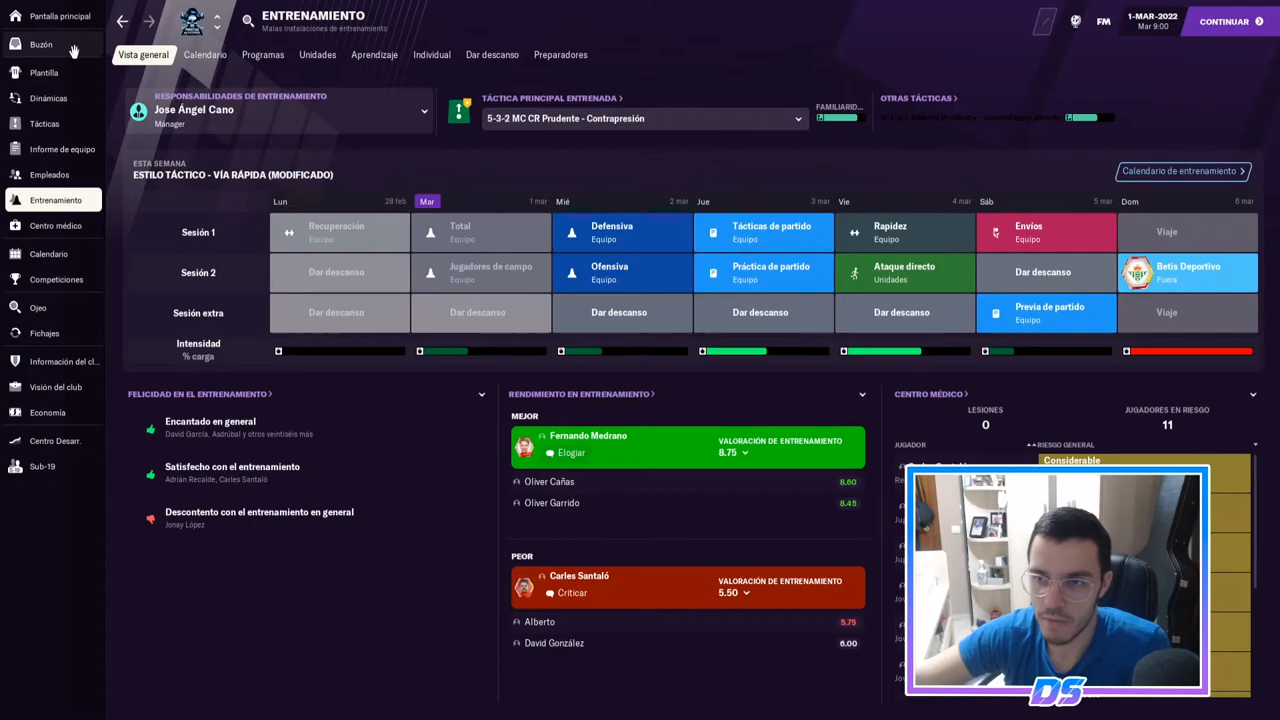 Panel principal
ENTRENAMIENTO
Malas instalaciones de entrenamiento
FM
1-MAR-2022
Mar 9:00
CONTINUAR
Buzón
Plantilla
Dinámicas
Tácticas
Informe de equipo
Empleados
Entrenamiento
Centro médico
Calendario
Competiciones
Ojeo
Fichajes
Información del cl...
Visión del club
Economía
Centro Desarr.
Sub-19
Vista general
Calendario
Programas
Unidades
Aprendizaje
Individual
Dar descanso
Preparadores
RESPONSABILIDADES DE ENTRENAMIENTO
Jose Ángel Cano
Mánager
TÁCTICA PRINCIPAL ENTRENADA
5-3-2 MC CR Prudente - Contrapresión
FAMILIARID...
OTRAS TÁCTICAS
ESTA SEMANA
ESTILO TÁCTICO - VÍA RÁPIDA (MODIFICADO)
Calendario de entrenamiento
Lun 28 feb
Mar 1 mar
Mié 2 mar
Jue 3 mar
Vie 4 mar
Sáb 5 mar
Dom 6 mar
Sesión 1
Recuperación
Equipo
Total
Equipo
Defensiva
Equipo
Tácticas de partido
Equipo
Rapidez
Equipo
Envíos
Equipo
Viaje
Sesión 2
Dar descanso
Jugadores de campo
Equipo
Ofensiva
Equipo
Práctica de partido
Equipo
Ataque directo
Unidades
Dar descanso
Betis Deportivo
Fuera
Sesión extra
Dar descanso
Dar descanso
Dar descanso
Dar descanso
Dar descanso
Previa de partido
Equipo
Viaje
Intensidad
% carga
FELICIDAD EN EL ENTRENAMIENTO
Encantado en general
David García, Asdrúbal y otros veintiséis más
Satisfecho con el entrenamiento
Adrián Recalde, Carles Santaló
Descontento con el entrenamiento en general
Jonay López
RENDIMIENTO EN ENTRENAMIENTO
MEJOR
Fernando Medrano
Elogiar
VALORACIÓN DE ENTRENAMIENTO
8.75
Oliver Cañas 8.60
Oliver Garrido 8.45
PEOR
Carles Santaló
Criticar
VALORACIÓN DE ENTRENAMIENTO
5.50
Alberto 5.75
David González 6.00
CENTRO MÉDICO
LESIONES
0
JUGADORES EN RIESGO
11
JUGADOR
RIESGO GENERAL
Considerable
DS